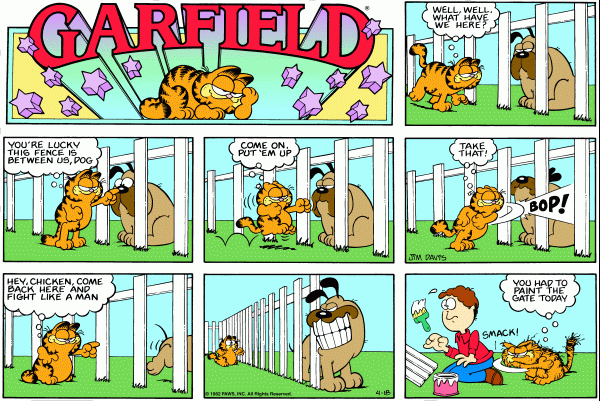 GARFIELD
®
WELL, WELL.
WHAT HAVE
WE HERE?
YOU'RE LUCKY
THIS FENCE IS
BETWEEN US, DOG
COME ON,
PUT 'EM UP
TAKE
THAT!
BOP!
JIM DAVIS
HEY, CHICKEN, COME
BACK HERE AND
FIGHT LIKE A MAN
© 1982 PAWS, INC. All Rights Reserved.
4-18
YOU HAD TO
PAINT THE
GATE TODAY
SMACK!